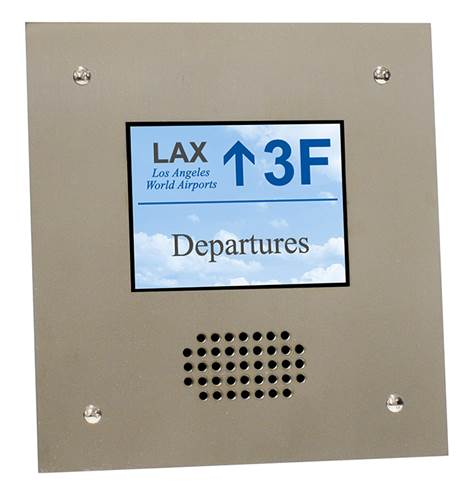 LAX
Los Angeles
World Airports
↑ 3F
Departures